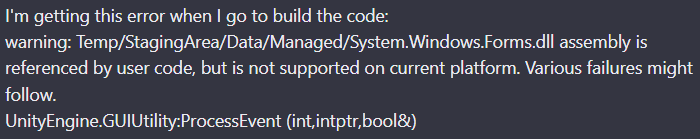 I'm getting this error when I go to build the code:
warning: Temp/StagingArea/Data/Managed/System.Windows.Forms.dll assembly is
referenced by user code, but is not supported on current platform. Various failures might
follow.
UnityEngine.GUIUtility:ProcessEvent (int,intptr,bool&)